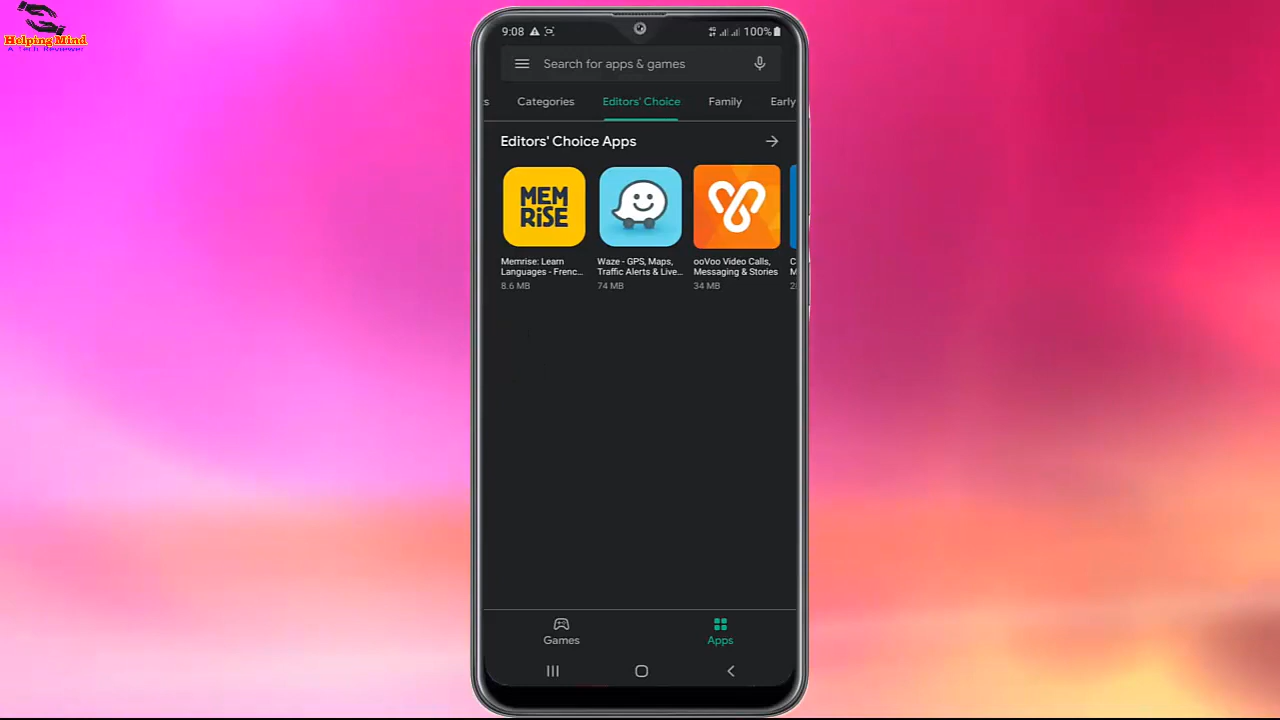 Helping Mind
A Tech Reviewer
9:08
100%
Search for apps & games
s Categories Editors' Choice Family Early
Editors' Choice Apps
MEM
RiSE
Memrise: Learn
Languages - Frenc...
8.6 MB
Waze - GPS, Maps,
Traffic Alerts & Live...
74 MB
ooVoo Video Calls,
Messaging & Stories
34 MB
C
M
Games
Apps